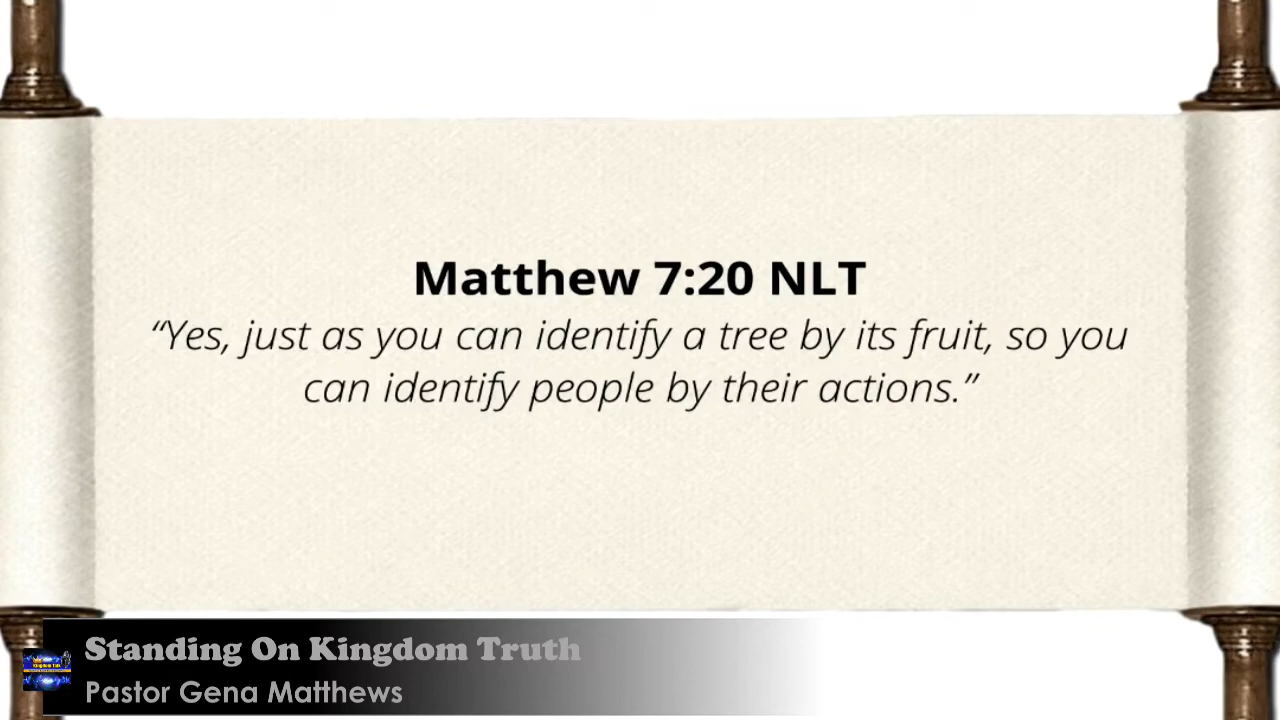 Matthew 7:20 NLT
“Yes, just as you can identify a tree by its fruit, so you
can identify people by their actions.”
Standing On Kingdom Truth
Pastor Gena Matthews